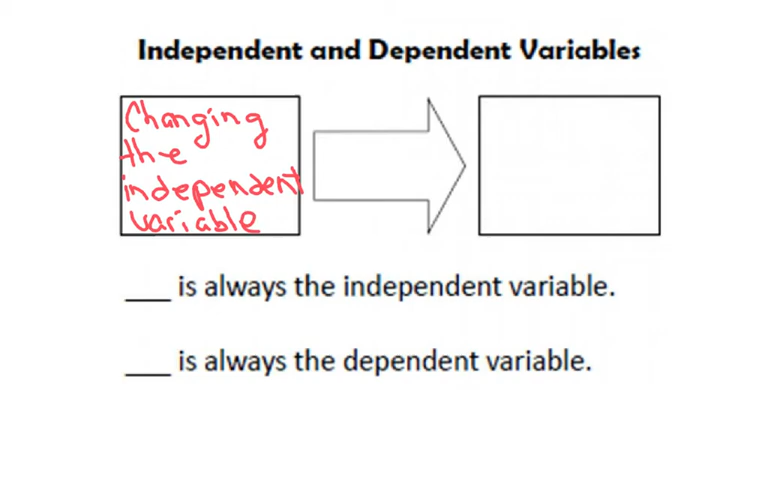 Independent and Dependent Variables
Changing
the
independent
variable
___ is always the independent variable.
___ is always the dependent variable.